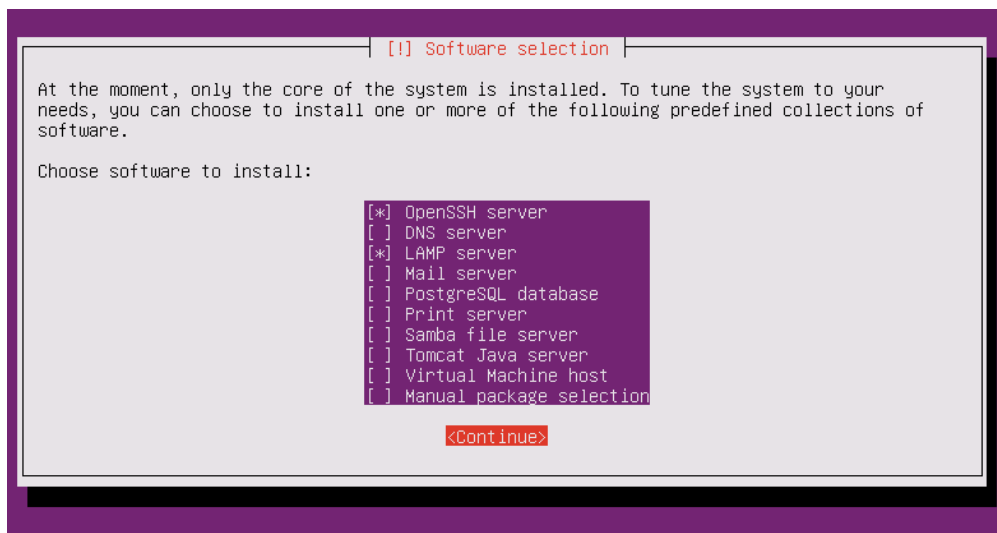 [!] Software selection
At the moment, only the core of the system is installed. To tune the system to your
needs, you can choose to install one or more of the following predefined collections of
software.
Choose software to install:
[*] OpenSSH server
[ ] DNS server
[*] LAMP server
[ ] Mail server
[ ] PostgreSQL database
[ ] Print server
[ ] Samba file server
[ ] Tomcat Java server
[ ] Virtual Machine host
[ ] Manual package selection
<Continue>